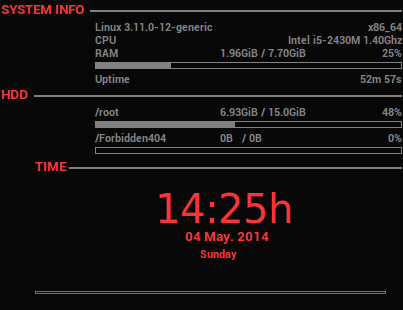 SYSTEM INFO
Linux 3.11.0-12-generic x86_64
CPU Intel i5-2430M 1.40Ghz
RAM 1.96GiB / 7.70GiB 25%
Uptime 52m 57s
HDD
/root 6.93GiB / 15.0GiB 48%
/Forbidden404 0B / 0B 0%
TIME
14:25h
04 May. 2014
Sunday